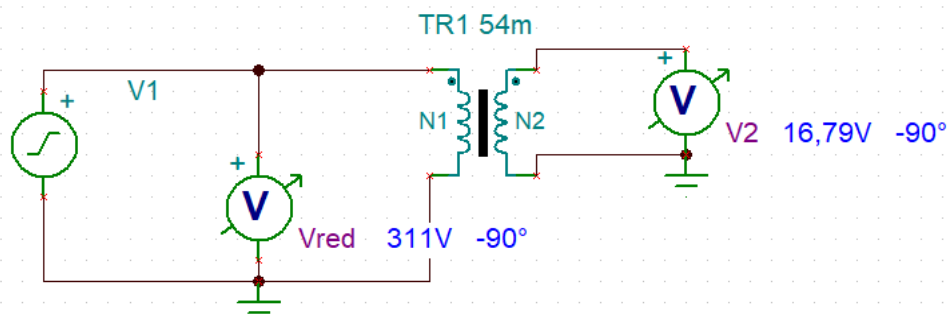 TR1 54m
V1
+
+
N1
N2
+
V
V2 16,79V -90°
+
V
Vred 311V -90°